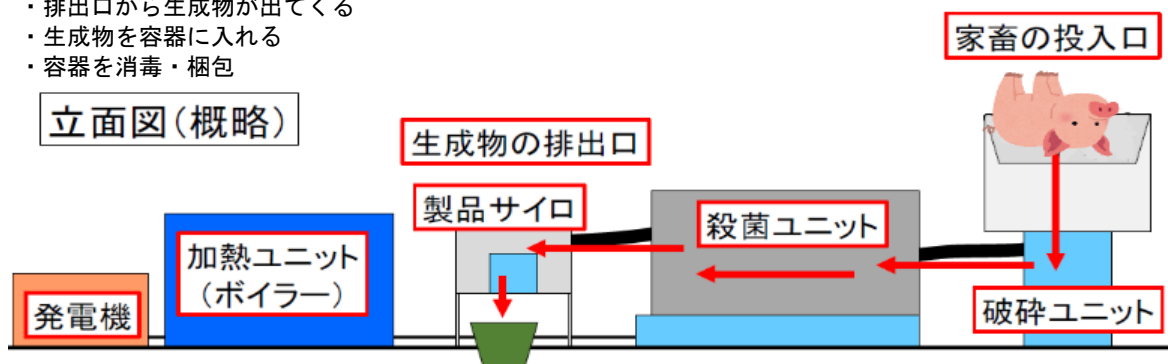 ・排出口から生成物が出てくる
・生成物を容器に入れる
・容器を消毒・梱包
立面図(概略)
家畜の投入口
生成物の排出口
製品サイロ
殺菌ユニット
加熱ユニット
(ボイラー)
発電機
破砕ユニット